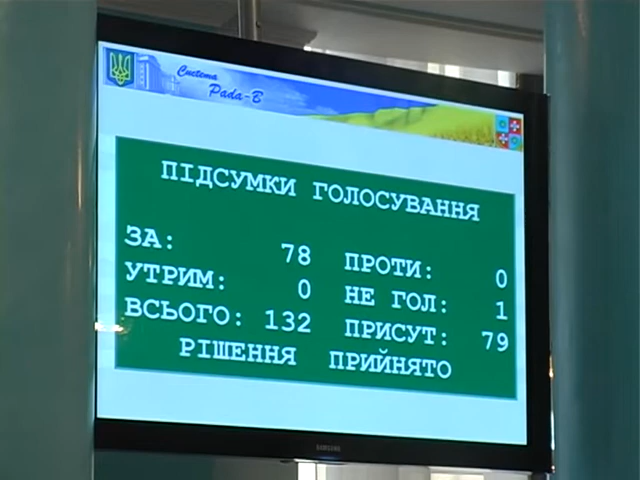 Система
Рада-В
ПІДСУМКИ ГОЛОСУВАННЯ
ЗА: 78 ПРОТИ: 0
УТРИМ: 0 НЕ ГОЛ: 1
ВСЬОГО: 132 ПРИСУТ: 79
РІШЕННЯ ПРИЙНЯТО
SAMSUNG